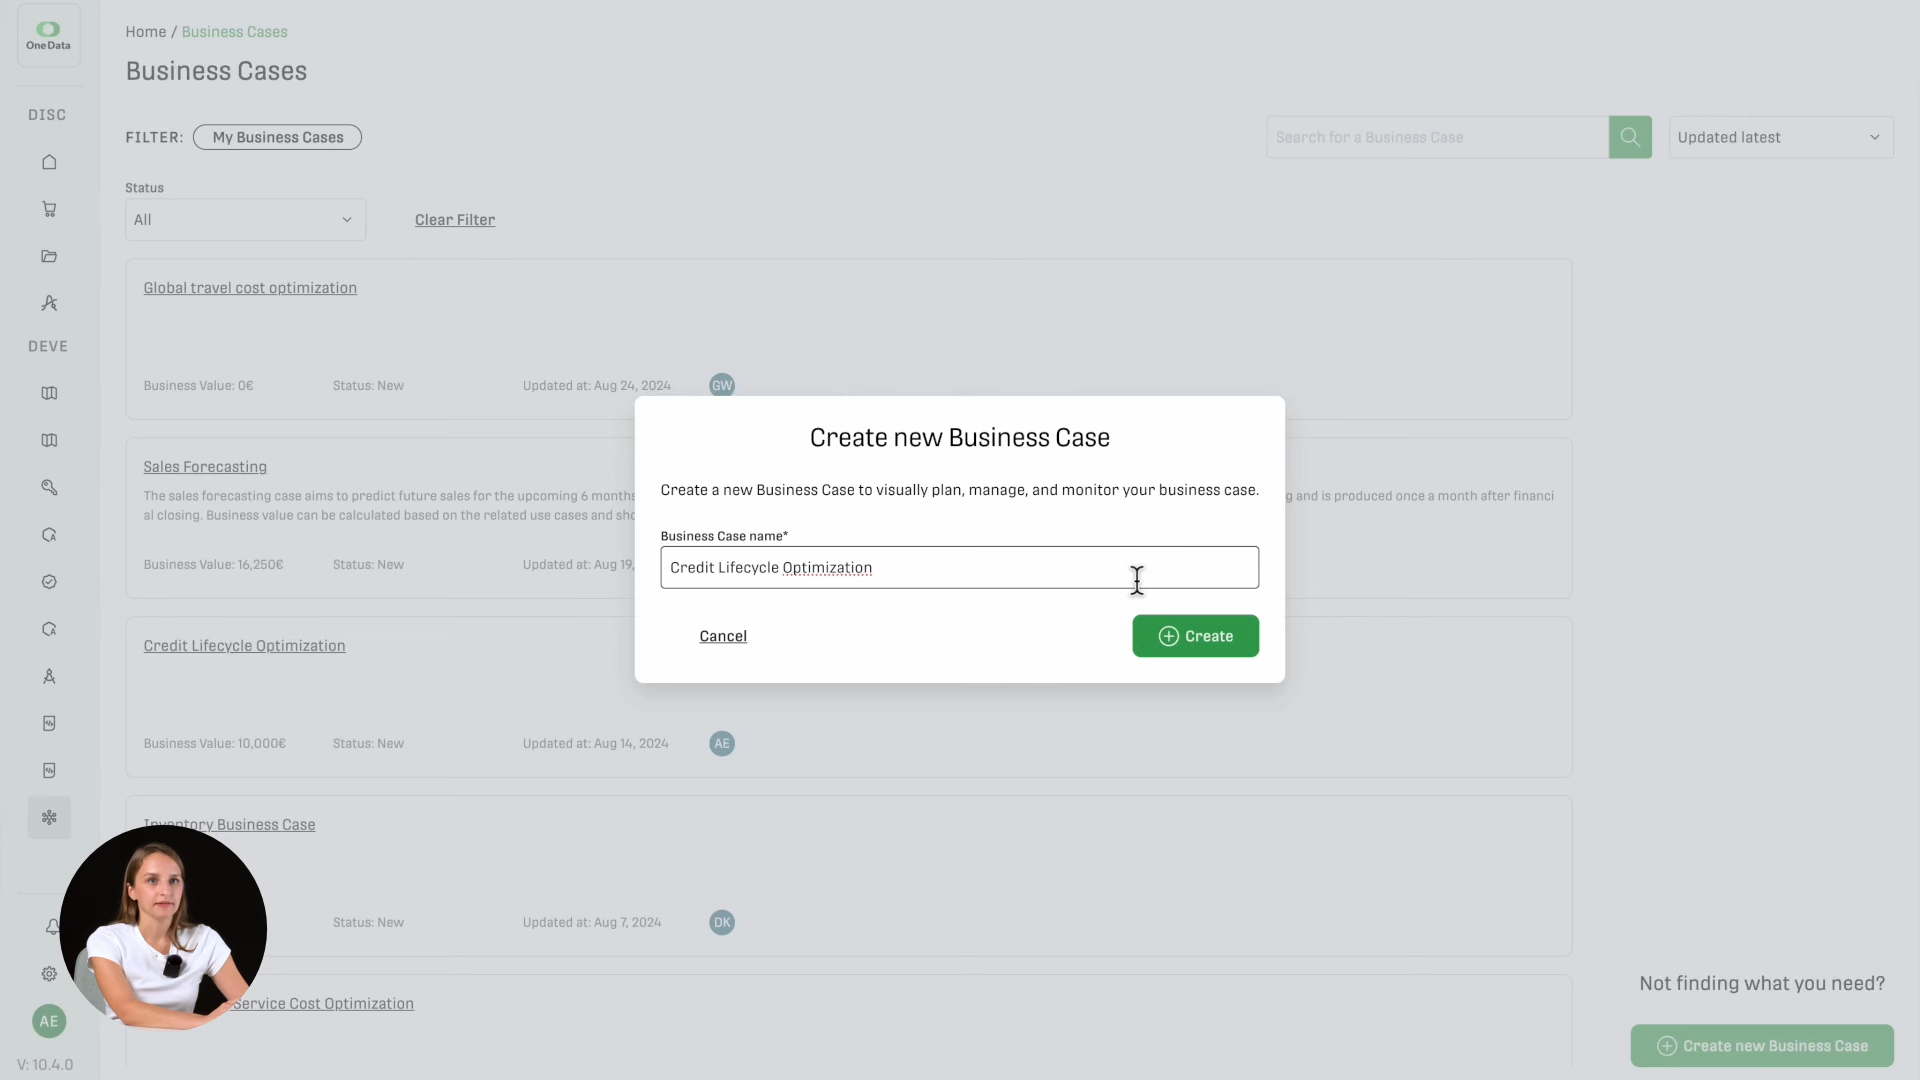 One Data
Home / Business Cases
Business Cases
DISC
FILTER: My Business Cases
Search for a Business Case
Updated latest
Status
All
Clear Filter
Global travel cost optimization
DEVE
Business Value: 0€ Status: New Updated at: Aug 24, 2024 GW
Sales Forecasting
The sales forecasting case aims to predict future sales for the upcoming 6 months
g and is produced once a month after financi
al closing. Business value can be calculated based on the related use cases and sho
Business Value: 16,250€ Status: New Updated at: Aug 19,
Create new Business Case
Create a new Business Case to visually plan, manage, and monitor your business case.
Business Case name*
Credit Lifecycle Optimization
Cancel
Create
Credit Lifecycle Optimization
Business Value: 10,000€ Status: New Updated at: Aug 14, 2024 AE
Inventory Business Case
Status: New Updated at: Aug 7, 2024 DK
Service Cost Optimization
Not finding what you need?
Create new Business Case
AE
V: 10.4.0